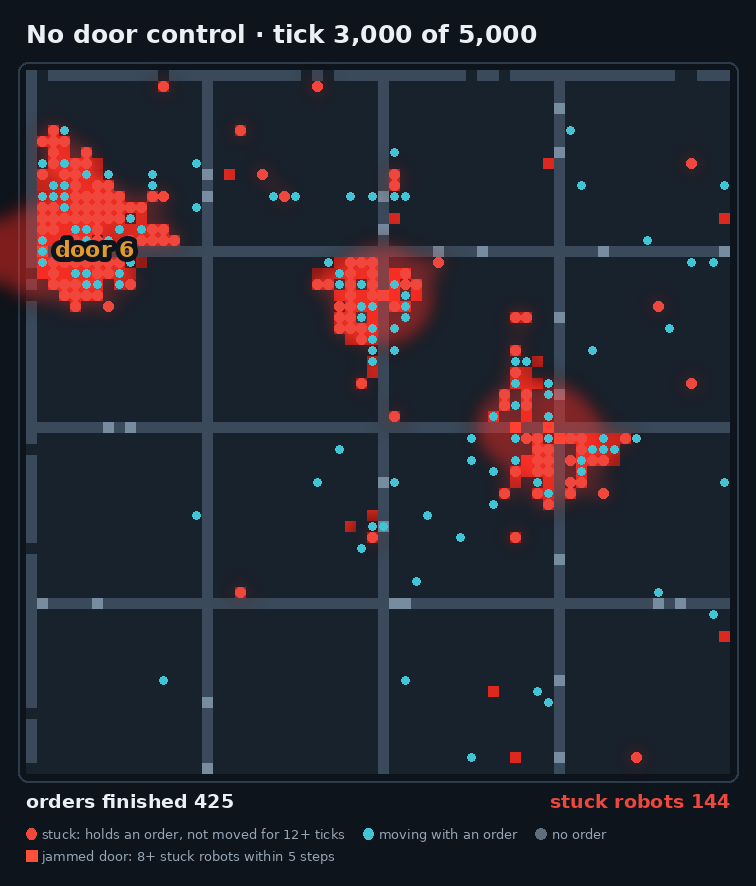 No door control · tick 3,000 of 5,000
door 6
orders finished 425
stuck robots 144
stuck: holds an order, not moved for 12+ ticks
moving with an order
no order
jammed door: 8+ stuck robots within 5 steps